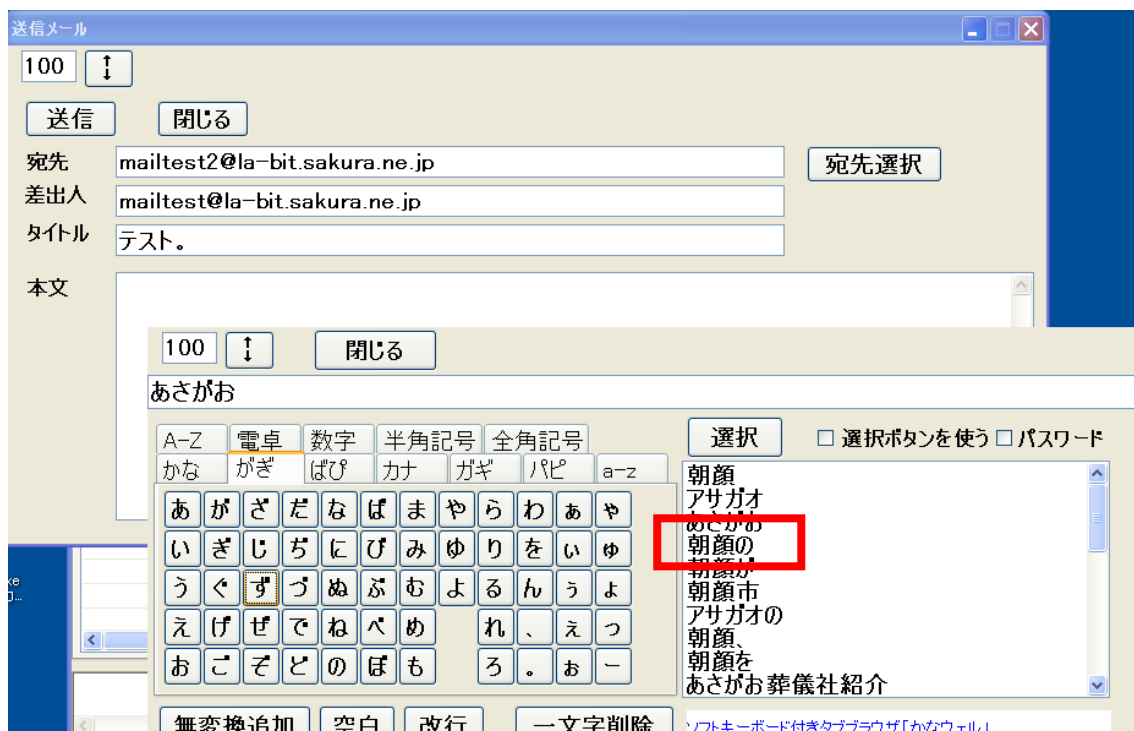 送信メール
100
送信 閉じる
宛先 mailtest2@la-bit.sakura.ne.jp 宛先選択
差出人 mailtest@la-bit.sakura.ne.jp
タイトル テスト。
本文
100 閉じる
あさがお
A-Z 電卓 数字 半角記号 全角記号
かな がぎ ばぴ カナ ガギ パピ a-z
選択 選択ボタンを使う パスワード
あ が ざ だ な ば ま や ら わ ぁ ゃ
い ぎ じ ぢ に び み ゆ り を ぃ ゅ
う ぐ ず づ ぬ ぶ む よ る ん ぅ ょ
え げ ぜ で ね べ め れ 、 ぇ っ
お ご ぞ ど の ぼ も ろ 。 ぉ ー
朝顔
アサガオ
あさがお
朝顔の
朝顔が
朝顔市
アサガオの
朝顔、
朝顔を
あさがお葬儀社紹介
無変換追加 空白 改行 一文字削除
ソフトキーボード付きタブブラウザ「かなウェル」